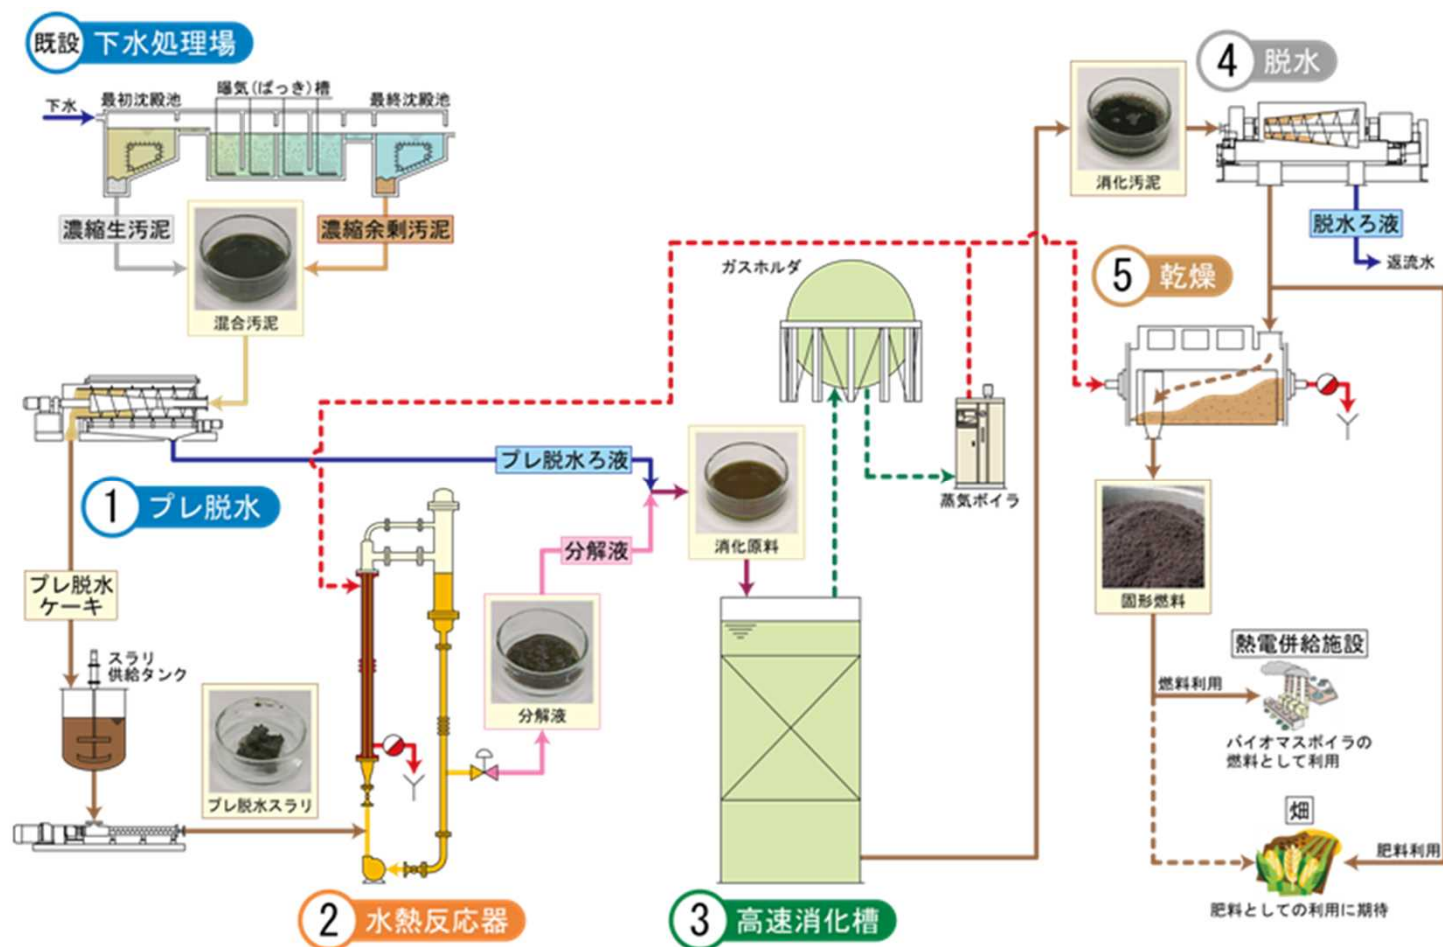 既設 下水処理場
下水
最初沈殿池
曝気(ばっき)槽
最終沈殿池
濃縮生汚泥
濃縮余剰汚泥
混合汚泥
1 プレ脱水
プレ脱水ろ液
プレ脱水
ケーキ
スラリ
供給タンク
プレ脱水スラリ
2 水熱反応器
分解液
分解液
消化原料
ガスホルダ
蒸気ボイラ
3 高速消化槽
消化汚泥
4 脱水
脱水ろ液
返流水
5 乾燥
固形燃料
燃料利用
熱電併給施設
バイオマスボイラの
燃料として利用
畑
肥料利用
肥料としての利用に期待